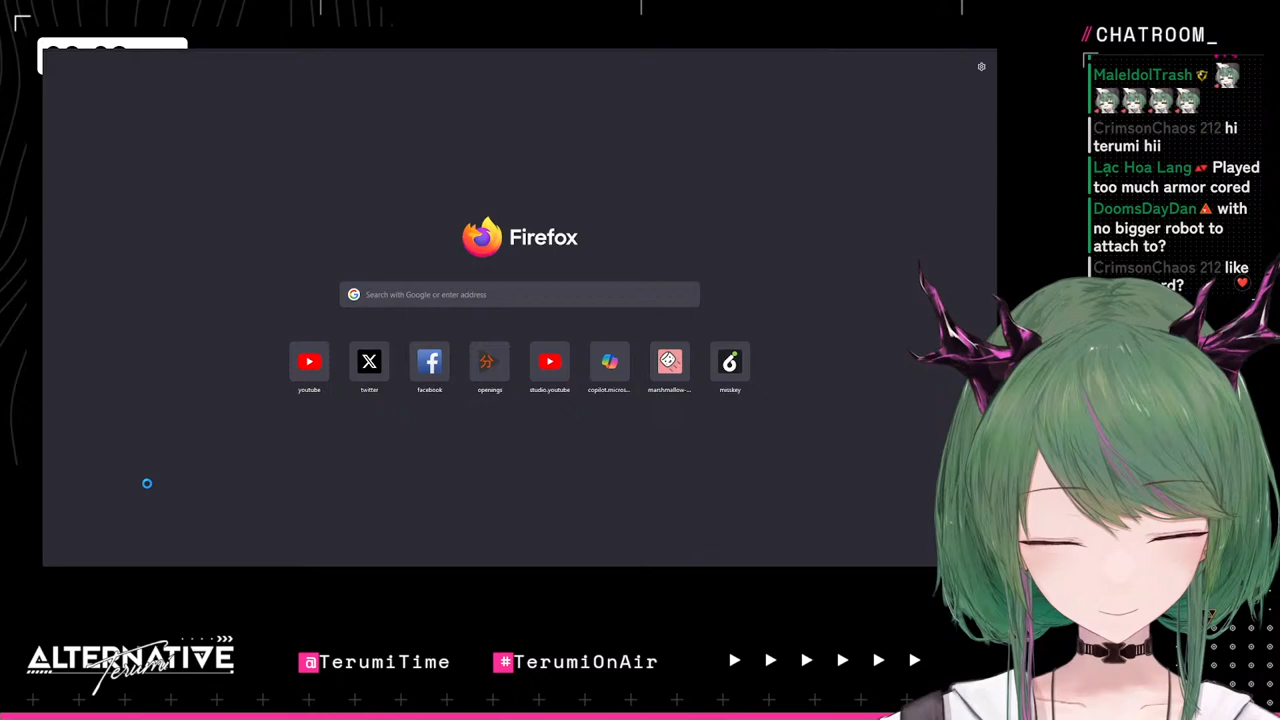 //CHATROOM_
MaleIdolTrash
CrimsonChaos 212 hi
terumi hii
Lạc Hoa Lang Played
too much armor cored
DoomsDayDan with
no bigger robot to
attach to?
CrimsonChaos 212 like
Firefox
Search with Google or enter address
youtube
twitter
facebook
openings
studio.youtube
copilot.micros...
marshmallow-...
misskey
ALTERNATIVE
Terumi
@TerumiTime
#TerumiOnAir